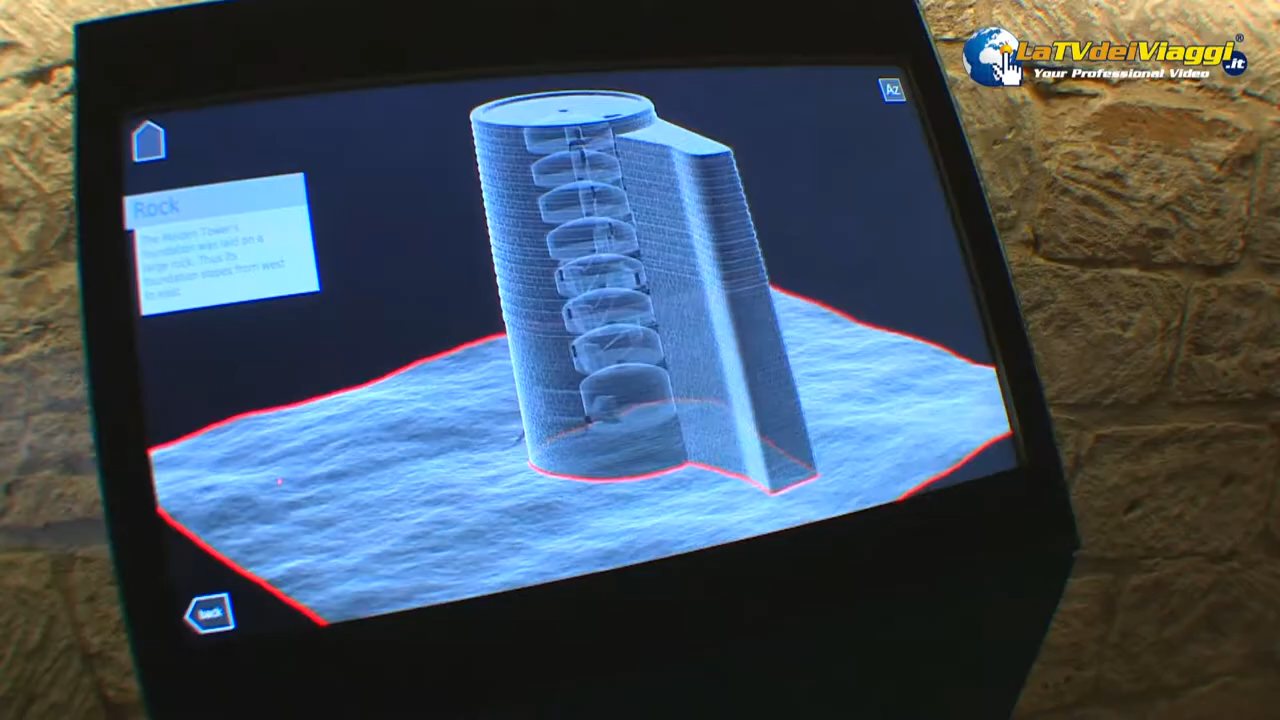 LaTVdeiViaggi®
.it
Your Professional Video
Az
Rock
The Maiden Tower's
foundation was laid on a
large rock. Thus its
foundation slopes from west
to east
back